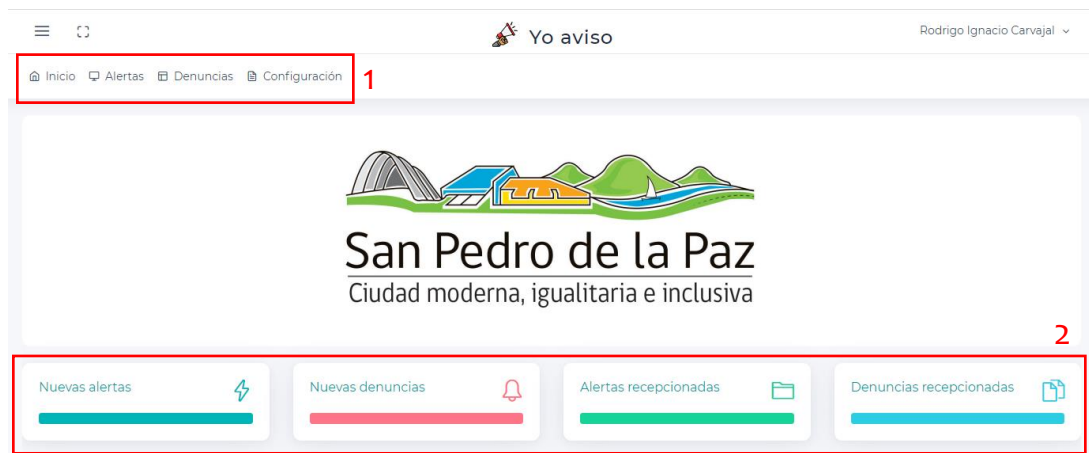 Yo aviso
Rodrigo Ignacio Carvajal
Inicio Alertas Denuncias Configuración
1
San Pedro de la Paz
Ciudad moderna, igualitaria e inclusiva
2
Nuevas alertas
Nuevas denuncias
Alertas recepcionadas
Denuncias recepcionadas